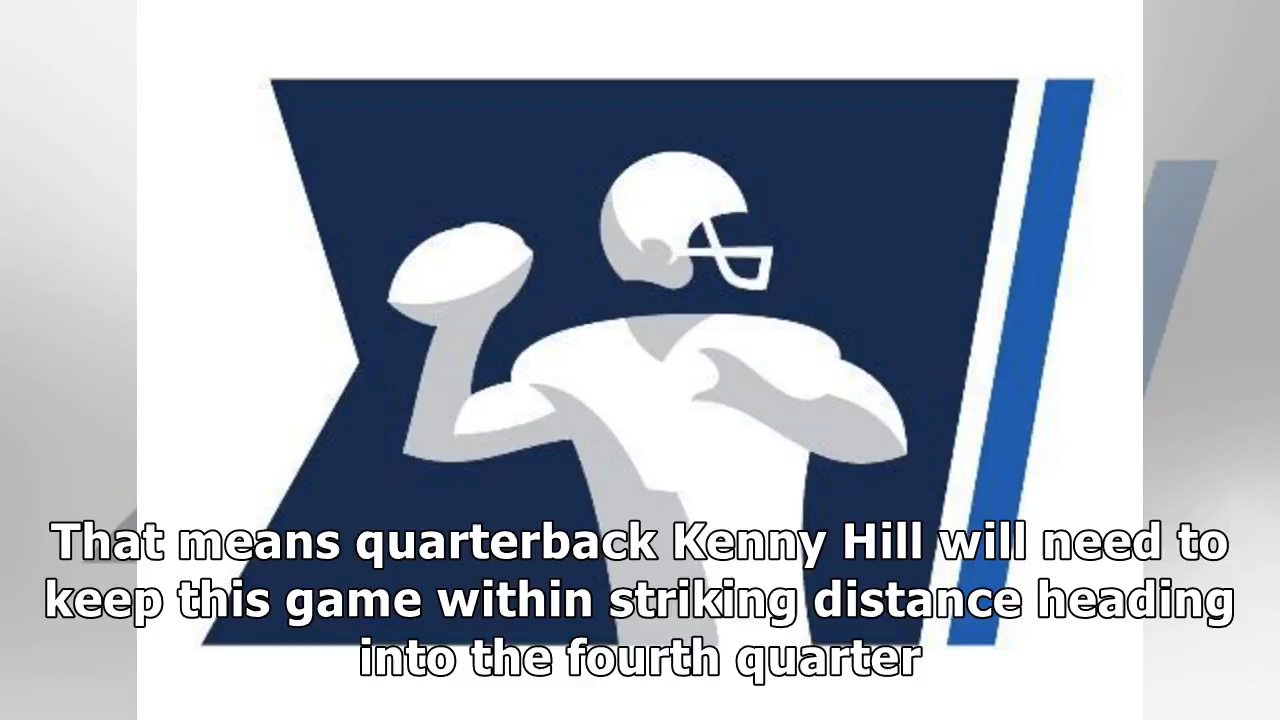 That means quarterback Kenny Hill will need to
keep this game within striking distance heading
into the fourth quarter